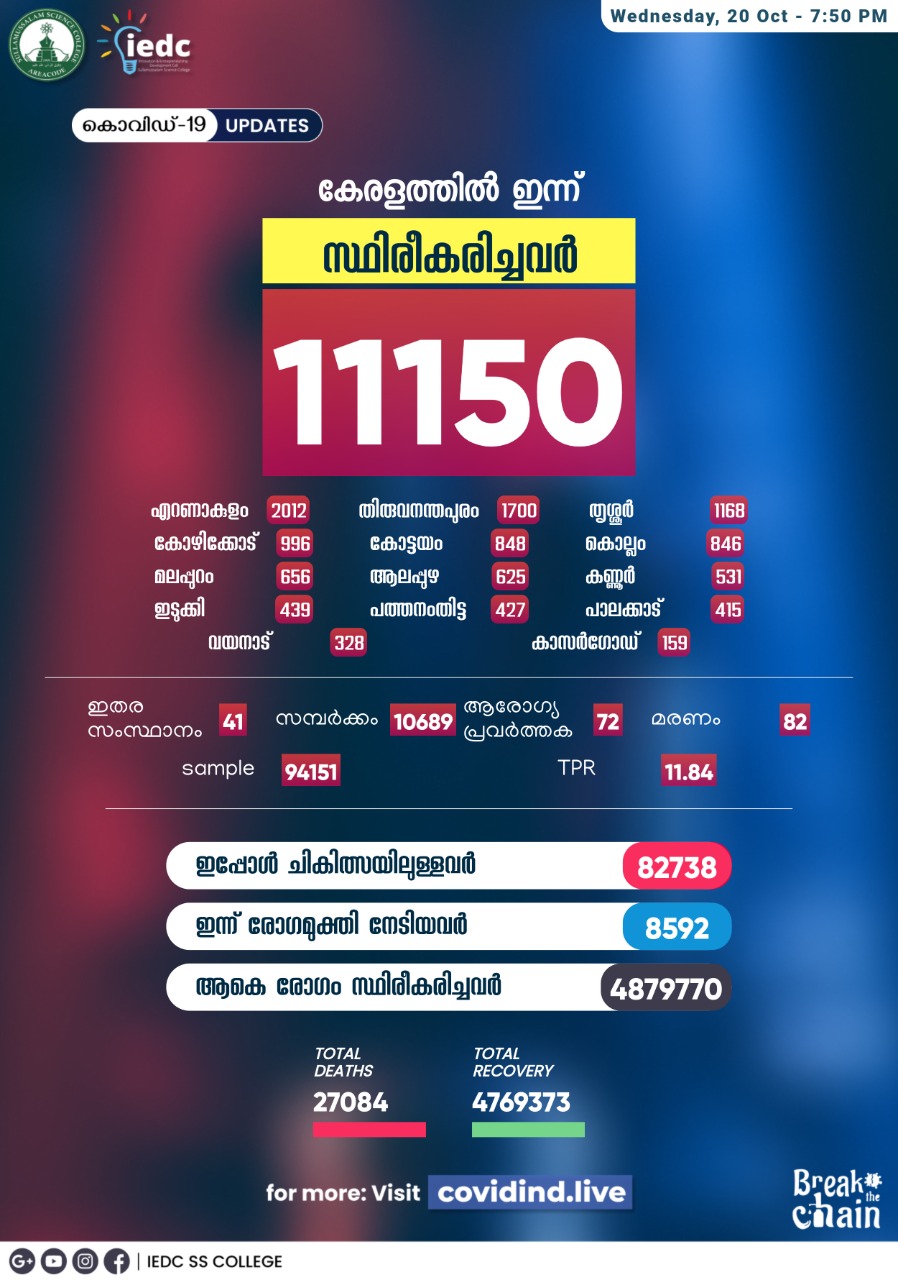 Wednesday, 20 Oct - 7:50 PM
SULLAMUSSALAM SCIENCE COLLEGE
AREACODE
iedc
കൊവിഡ്-19 UPDATES
കേരളത്തിൽ ഇന്ന്
സ്ഥിരീകരിച്ചവർ
11150
എറണാകുളം 2012 തിരുവനന്തപുരം 1700 തൃശ്ശൂർ 1168
കോഴിക്കോട് 996 കോട്ടയം 848 കൊല്ലം 846
മലപ്പുറം 656 ആലപ്പുഴ 625 കണ്ണൂർ 531
ഇടുക്കി 439 പത്തനംതിട്ട 427 പാലക്കാട് 415
വയനാട് 328 കാസർഗോഡ് 159
ഇതര
സംസ്ഥാനം 41 സമ്പർക്കം 10689 ആരോഗ്യ
പ്രവർത്തക 72 മരണം 82
sample 94151 TPR 11.84
ഇപ്പോൾ ചികിത്സയിലുള്ളവർ 82738
ഇന്ന് രോഗമുക്തി നേടിയവർ 8592
ആകെ രോഗം സ്ഥിരീകരിച്ചവർ 4879770
TOTAL
DEATHS
27084
TOTAL
RECOVERY
4769373
for more: Visit covidind.live
Break
the
chain
G+ | IEDC SS COLLEGE